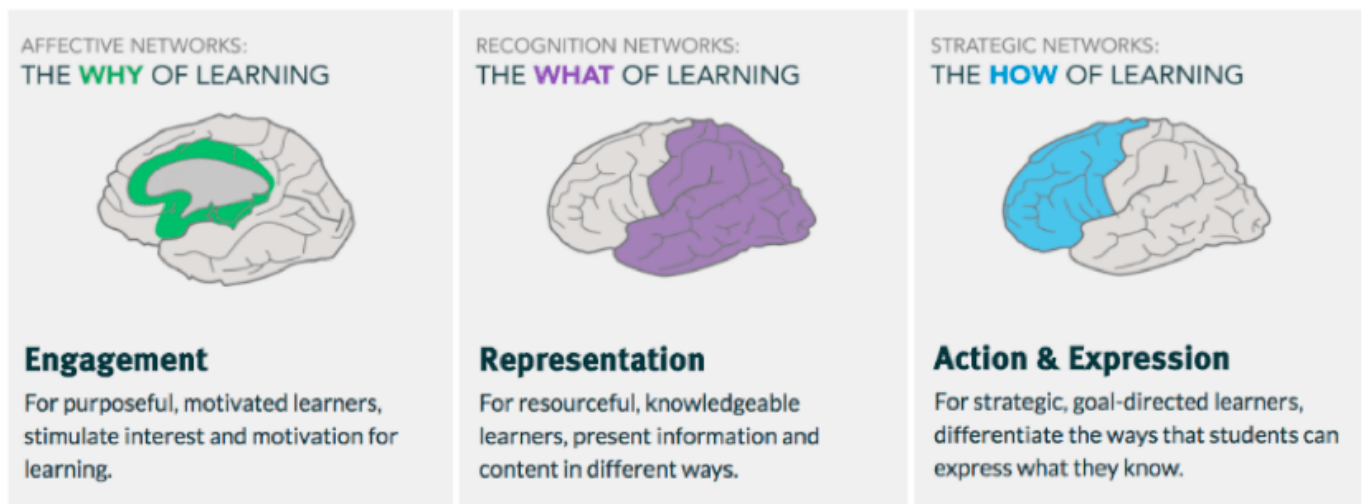 AFFECTIVE NETWORKS:
THE WHY OF LEARNING
Engagement
For purposeful, motivated learners,
stimulate interest and motivation for
learning.
RECOGNITION NETWORKS:
THE WHAT OF LEARNING
Representation
For resourceful, knowledgeable
learners, present information and
content in different ways.
STRATEGIC NETWORKS:
THE HOW OF LEARNING
Action & Expression
For strategic, goal-directed learners,
differentiate the ways that students can
express what they know.